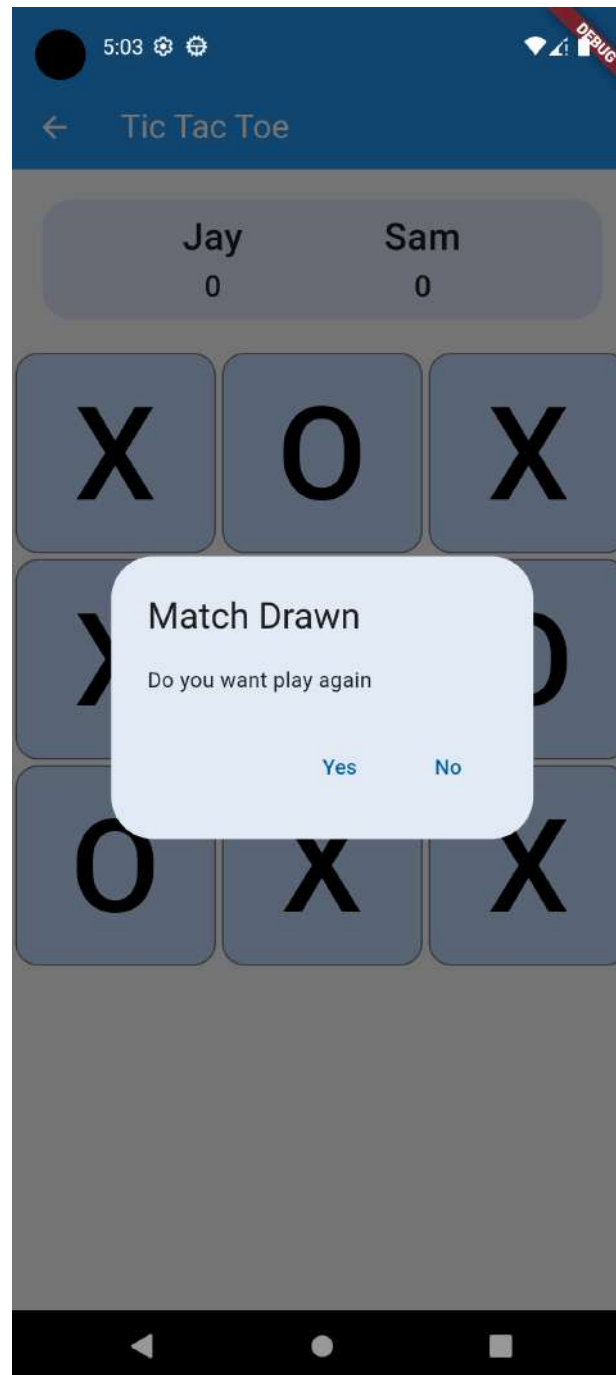 5:03
DEBUG
Tic Tac Toe
Jay Sam
0 0
X O X
Match Drawn
Do you want play again
Yes No
O X X